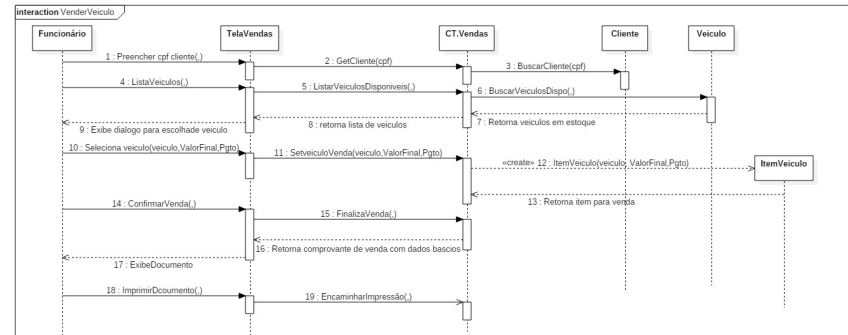 interaction VenderVeiculo
Funcionário TelaVendas CT.Vendas Cliente Veiculo
1 : Preencher cpf cliente(,)
2 : GetCliente(cpf)
3 : BuscarCliente(cpf)
4 : ListaVeiculos(,)
5 : ListarVeiculosDisponiveis(,)
6 : BuscarVeiculosDispo(,)
7 : Retorna veiculos em estoque
8 : retorna lista de veiculos
9 : Exibe dialogo para escolhade veiculo
10 : Seleciona veiculo(veiculo,ValorFinal,Pgto)
11 : SetveiculoVenda(veiculo,ValorFinal,Pgto)
«create» 12 : ItemVeiculo(veiculo, ValorFinal,Pgto)
ItemVeiculo
13 : Retorna item para venda
14 : ConfirmarVenda(,)
15 : FinalizaVenda(,)
16 : Retorna comprovante de venda com dados bascios
17 : ExibeDocumento
18 : ImprimirDcoumento(,)
19 : EncaminharImpressão(,)